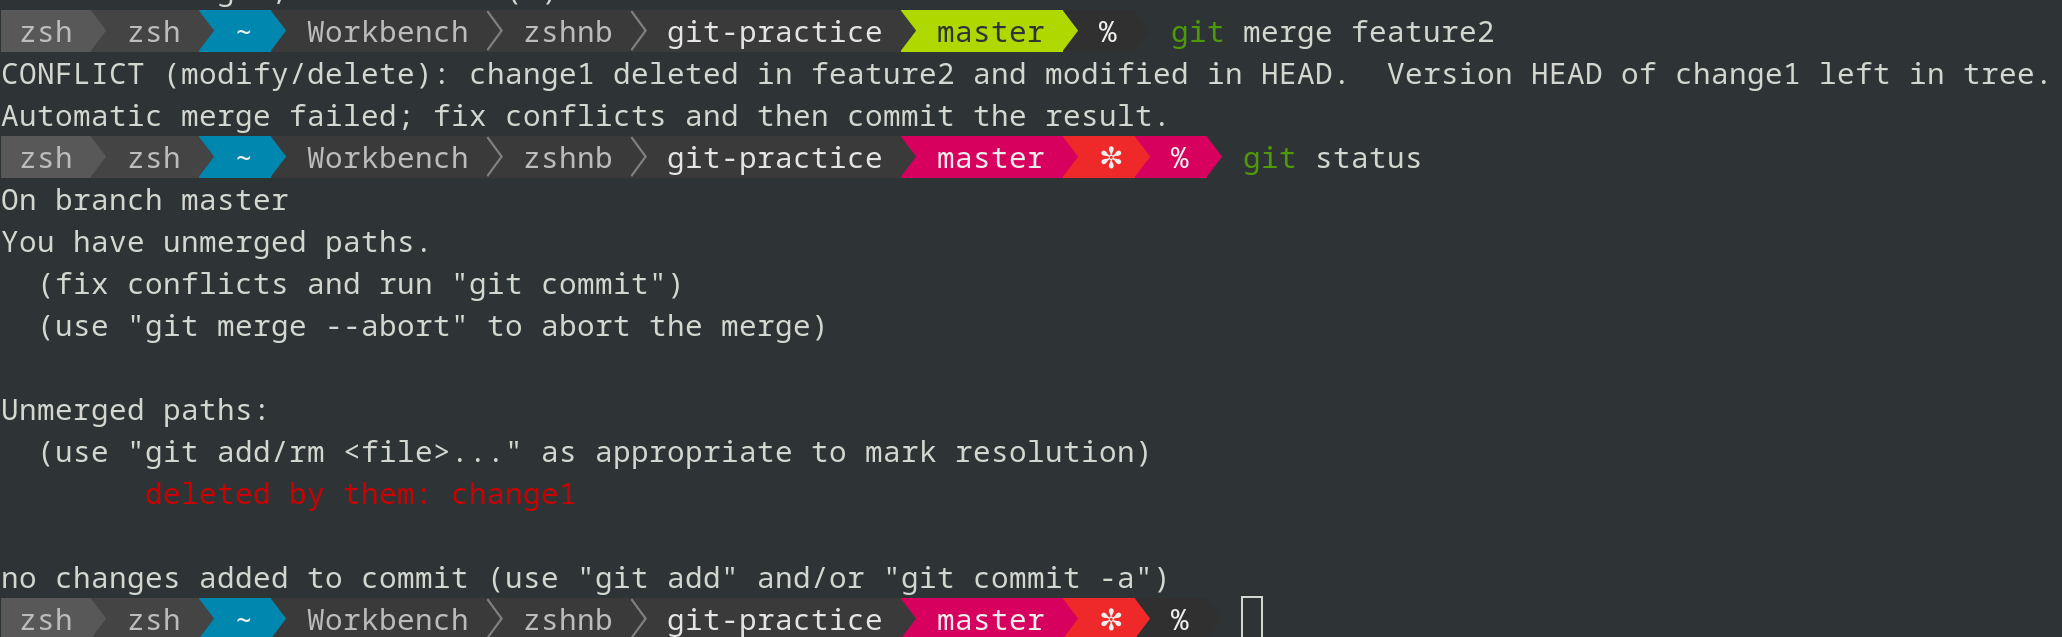 zsh zsh ~ Workbench zshnb git-practice master % git merge feature2
CONFLICT (modify/delete): change1 deleted in feature2 and modified in HEAD.  Version HEAD of change1 left in tree.
Automatic merge failed; fix conflicts and then commit the result.
zsh zsh ~ Workbench zshnb git-practice master ✼ % git status
On branch master
You have unmerged paths.
  (fix conflicts and run "git commit")
  (use "git merge --abort" to abort the merge)
Unmerged paths:
  (use "git add/rm <file>..." as appropriate to mark resolution)
        deleted by them: change1
no changes added to commit (use "git add" and/or "git commit -a")
zsh zsh ~ Workbench zshnb git-practice master ✼ %